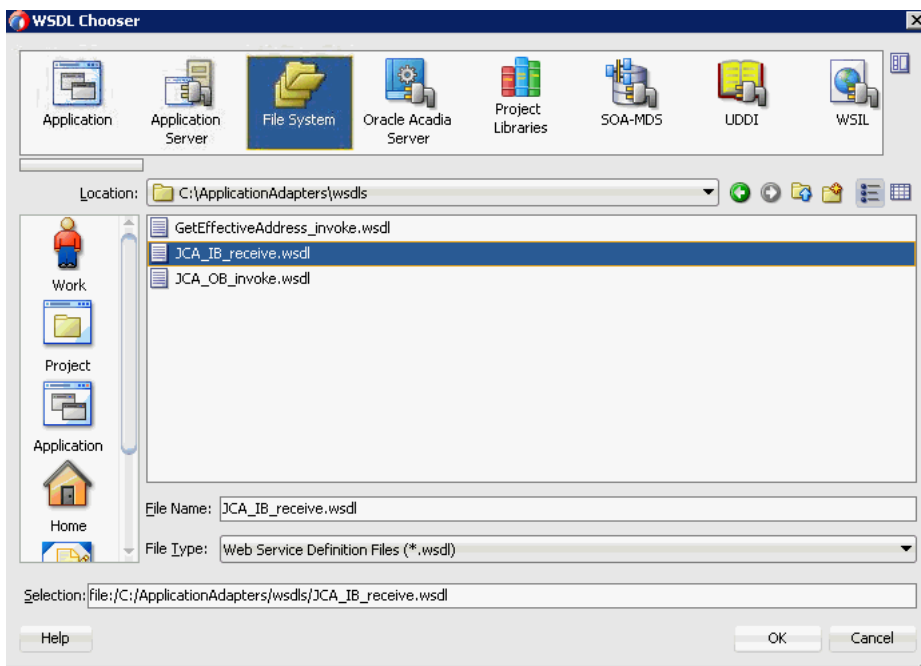 WSDL Chooser
Application
Application
Server
File System
Oracle Acadia
Server
Project
Libraries
SOA-MDS
UDDI
WSIL
Location: C:\ApplicationAdapters\wsdls
GetEffectiveAddress_invoke.wsdl
JCA_IB_receive.wsdl
JCA_OB_invoke.wsdl
Work
Project
Application
Home
File Name: JCA_IB_receive.wsdl
File Type: Web Service Definition Files (*.wsdl)
Selection: file:/C:/ApplicationAdapters/wsdls/JCA_IB_receive.wsdl
Help
OK
Cancel